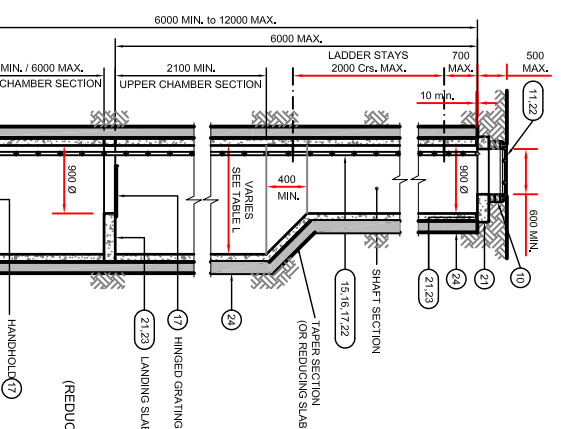 6000 MIN. to 12000 MAX.
6000 MAX.
MIN. / 6000 MAX.
CHAMBER SECTION
2100 MIN.
UPPER CHAMBER SECTION
LADDER STAYS
2000 Crs. MAX.
700
MAX.
500
MAX.
10 min.
11,22
900 Ø
VARIES
SEE TABLE L
400
MIN.
900 Ø
600 MIN.
HANDHOLD 17
21,23 LANDING SLAB
17 HINGED GRATING
24
TAPER SECTION
(OR REDUCING SLAB
15,16,17,22
SHAFT SECTION
21,23
24
21
10
(REDUC